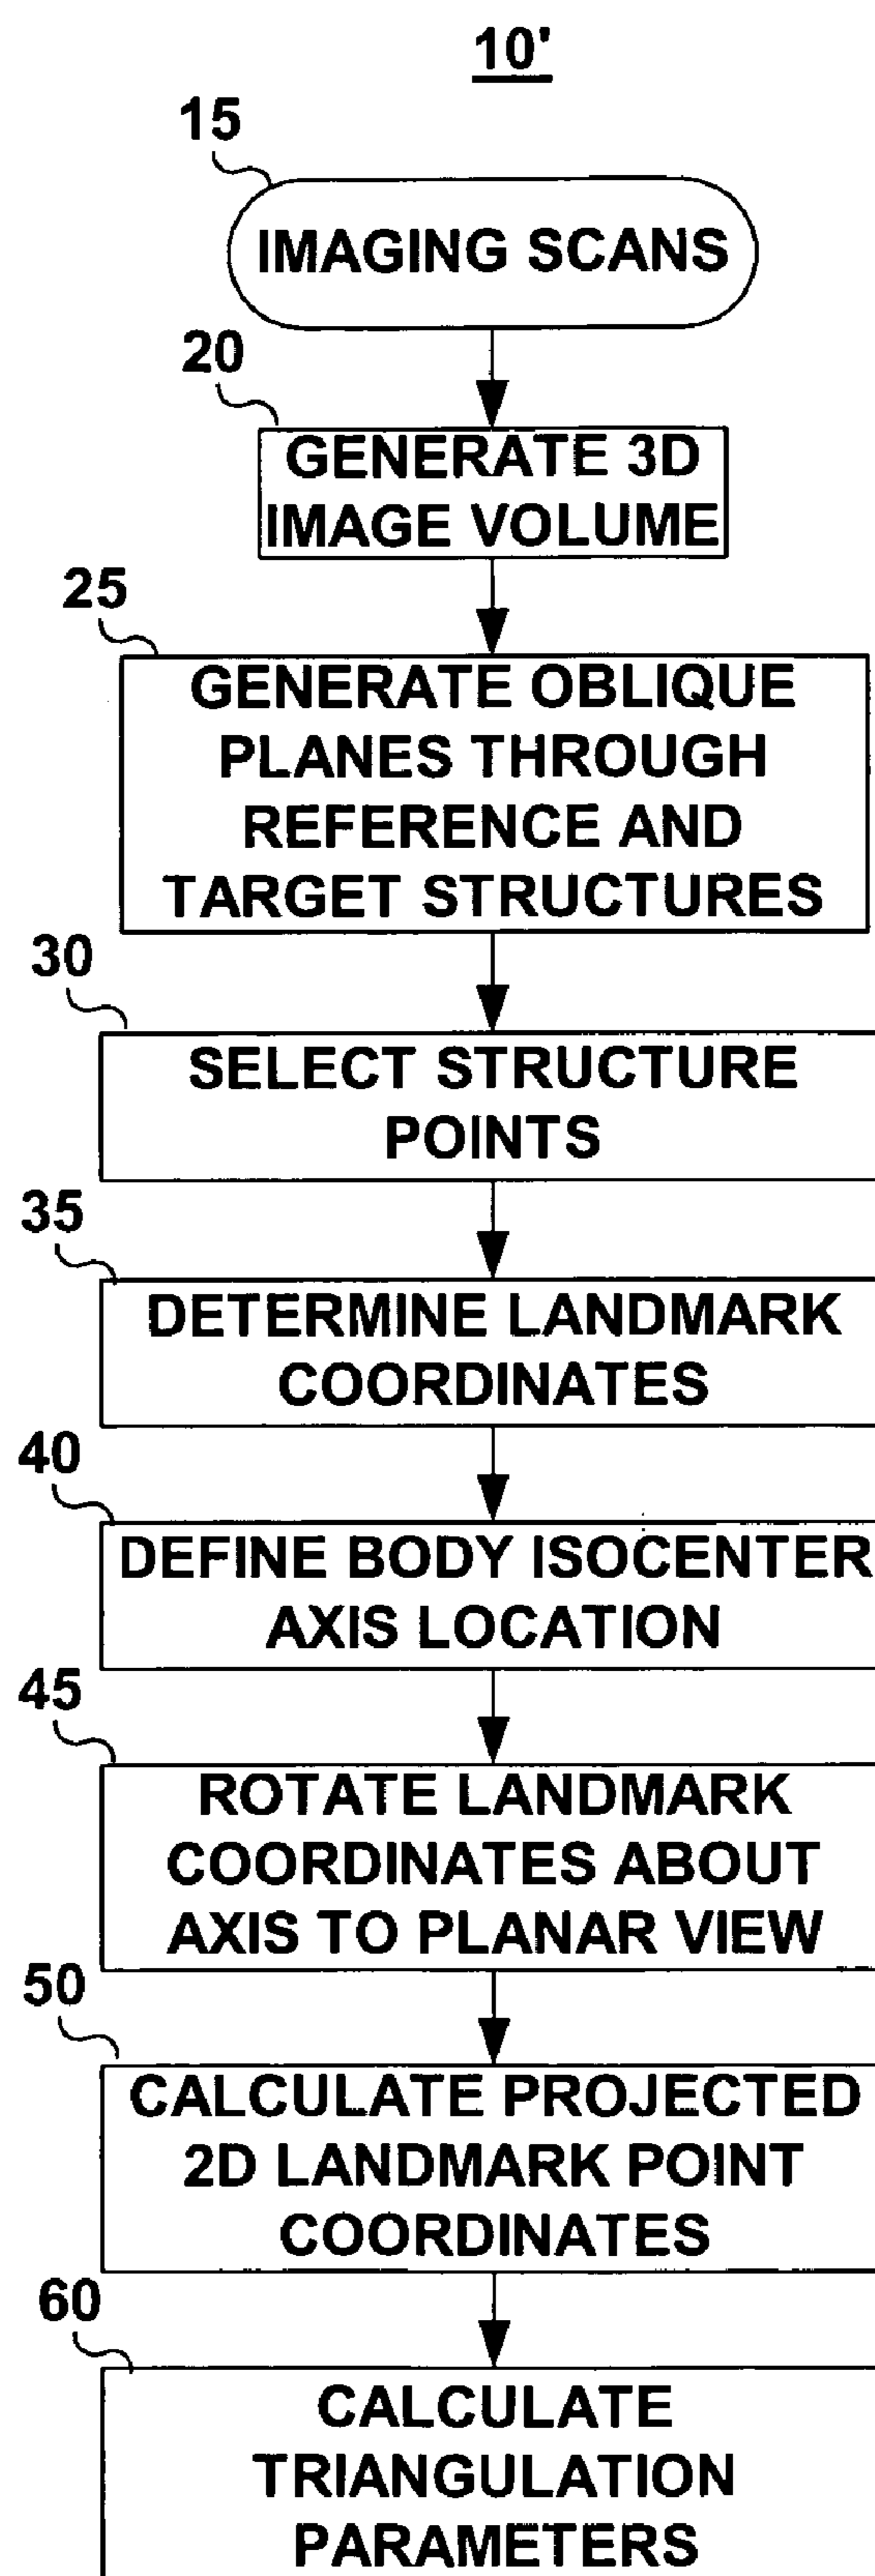 10'
15
IMAGING SCANS
20
GENERATE 3D
IMAGE VOLUME
25
GENERATE OBLIQUE
PLANES THROUGH
REFERENCE AND
TARGET STRUCTURES
30
SELECT STRUCTURE
POINTS
35
DETERMINE LANDMARK
COORDINATES
40
DEFINE BODY ISOCENTER
AXIS LOCATION
45
ROTATE LANDMARK
COORDINATES ABOUT
AXIS TO PLANAR VIEW
50
CALCULATE PROJECTED
2D LANDMARK POINT
COORDINATES
60
CALCULATE
TRIANGULATION
PARAMETERS